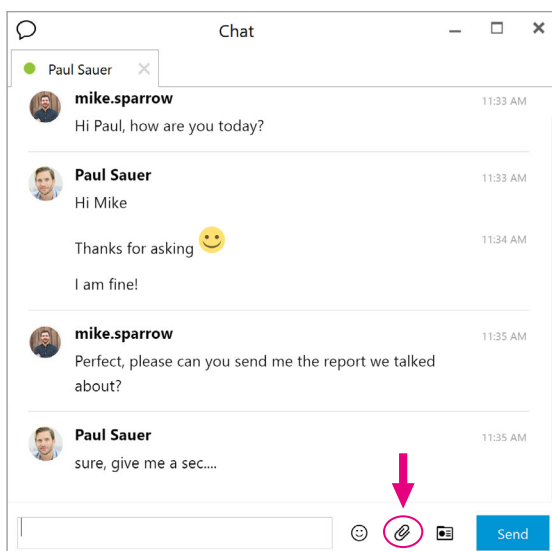 Chat
Paul Sauer
mike.sparrow
11:33 AM
Hi Paul, how are you today?
Paul Sauer
11:33 AM
Hi Mike
Thanks for asking
11:34 AM
I am fine!
mike.sparrow
11:35 AM
Perfect, please can you send me the report we talked
about?
Paul Sauer
11:35 AM
sure, give me a sec....
Send